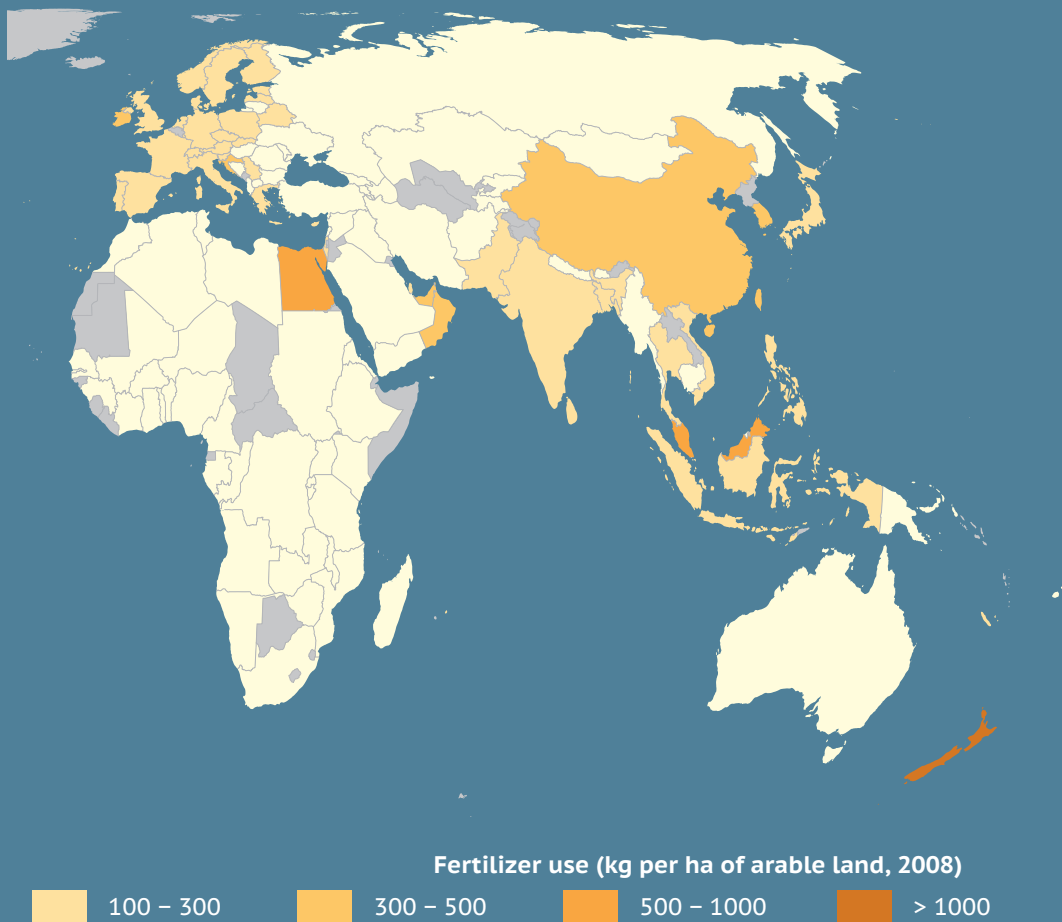 Fertilizer use (kg per ha of arable land, 2008)
100 – 300 300 – 500 500 – 1000 > 1000